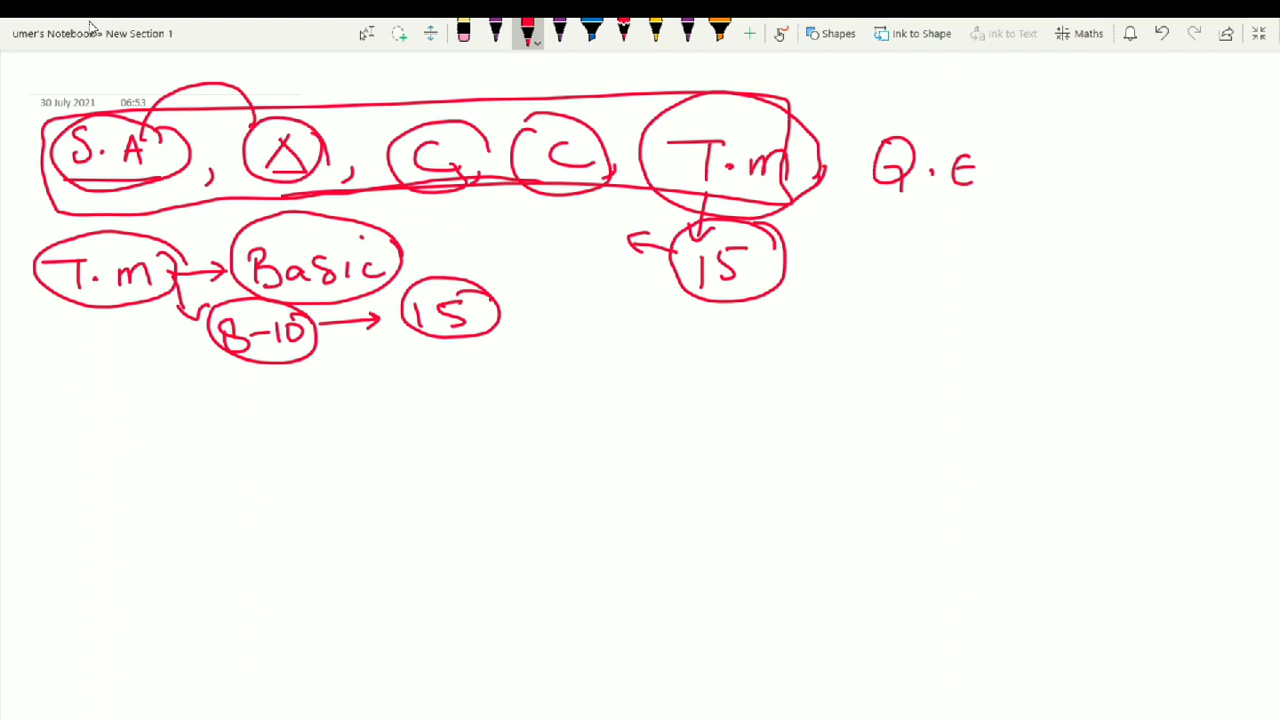 umer's Notebook » New Section 1
Shapes Ink to Shape Ink to Text Maths
30 July 2021 06:53
S.A, Δ, C, C, T.m, Q.E
15
T.m → Basic
B-10 → 15